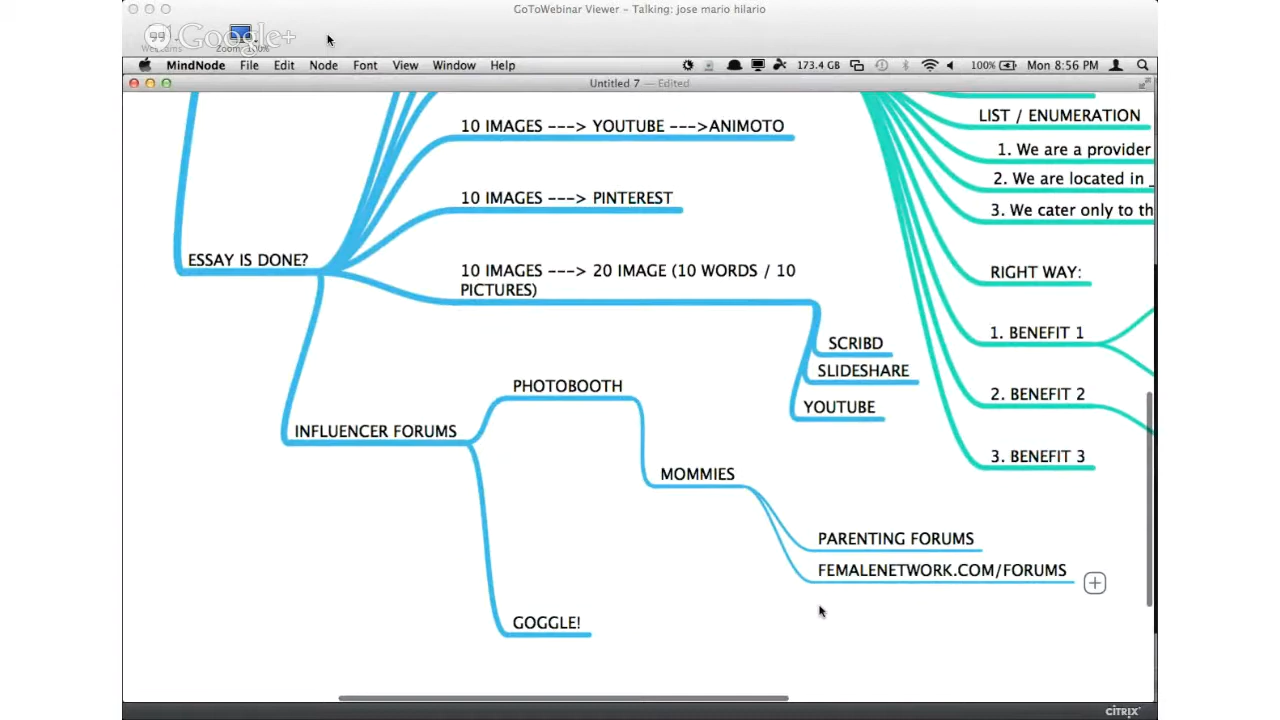 GoToWebinar Viewer – Talking: jose mario hilario
Google+
MindNode File Edit Node Font View Window Help 173.4 GB 100% Mon 8:56 PM
Untitled 7 — Edited
10 IMAGES ---> YOUTUBE --->ANIMOTO
10 IMAGES ---> PINTEREST
ESSAY IS DONE?
10 IMAGES ---> 20 IMAGE (10 WORDS / 10
PICTURES)
SCRIBD
SLIDESHARE
YOUTUBE
PHOTOBOOTH
INFLUENCER FORUMS
MOMMIES
PARENTING FORUMS
FEMALENETWORK.COM/FORUMS
GOGGLE!
LIST / ENUMERATION
1. We are a provider
2. We are located in _
3. We cater only to th
RIGHT WAY:
1. BENEFIT 1
2. BENEFIT 2
3. BENEFIT 3
CITRIX